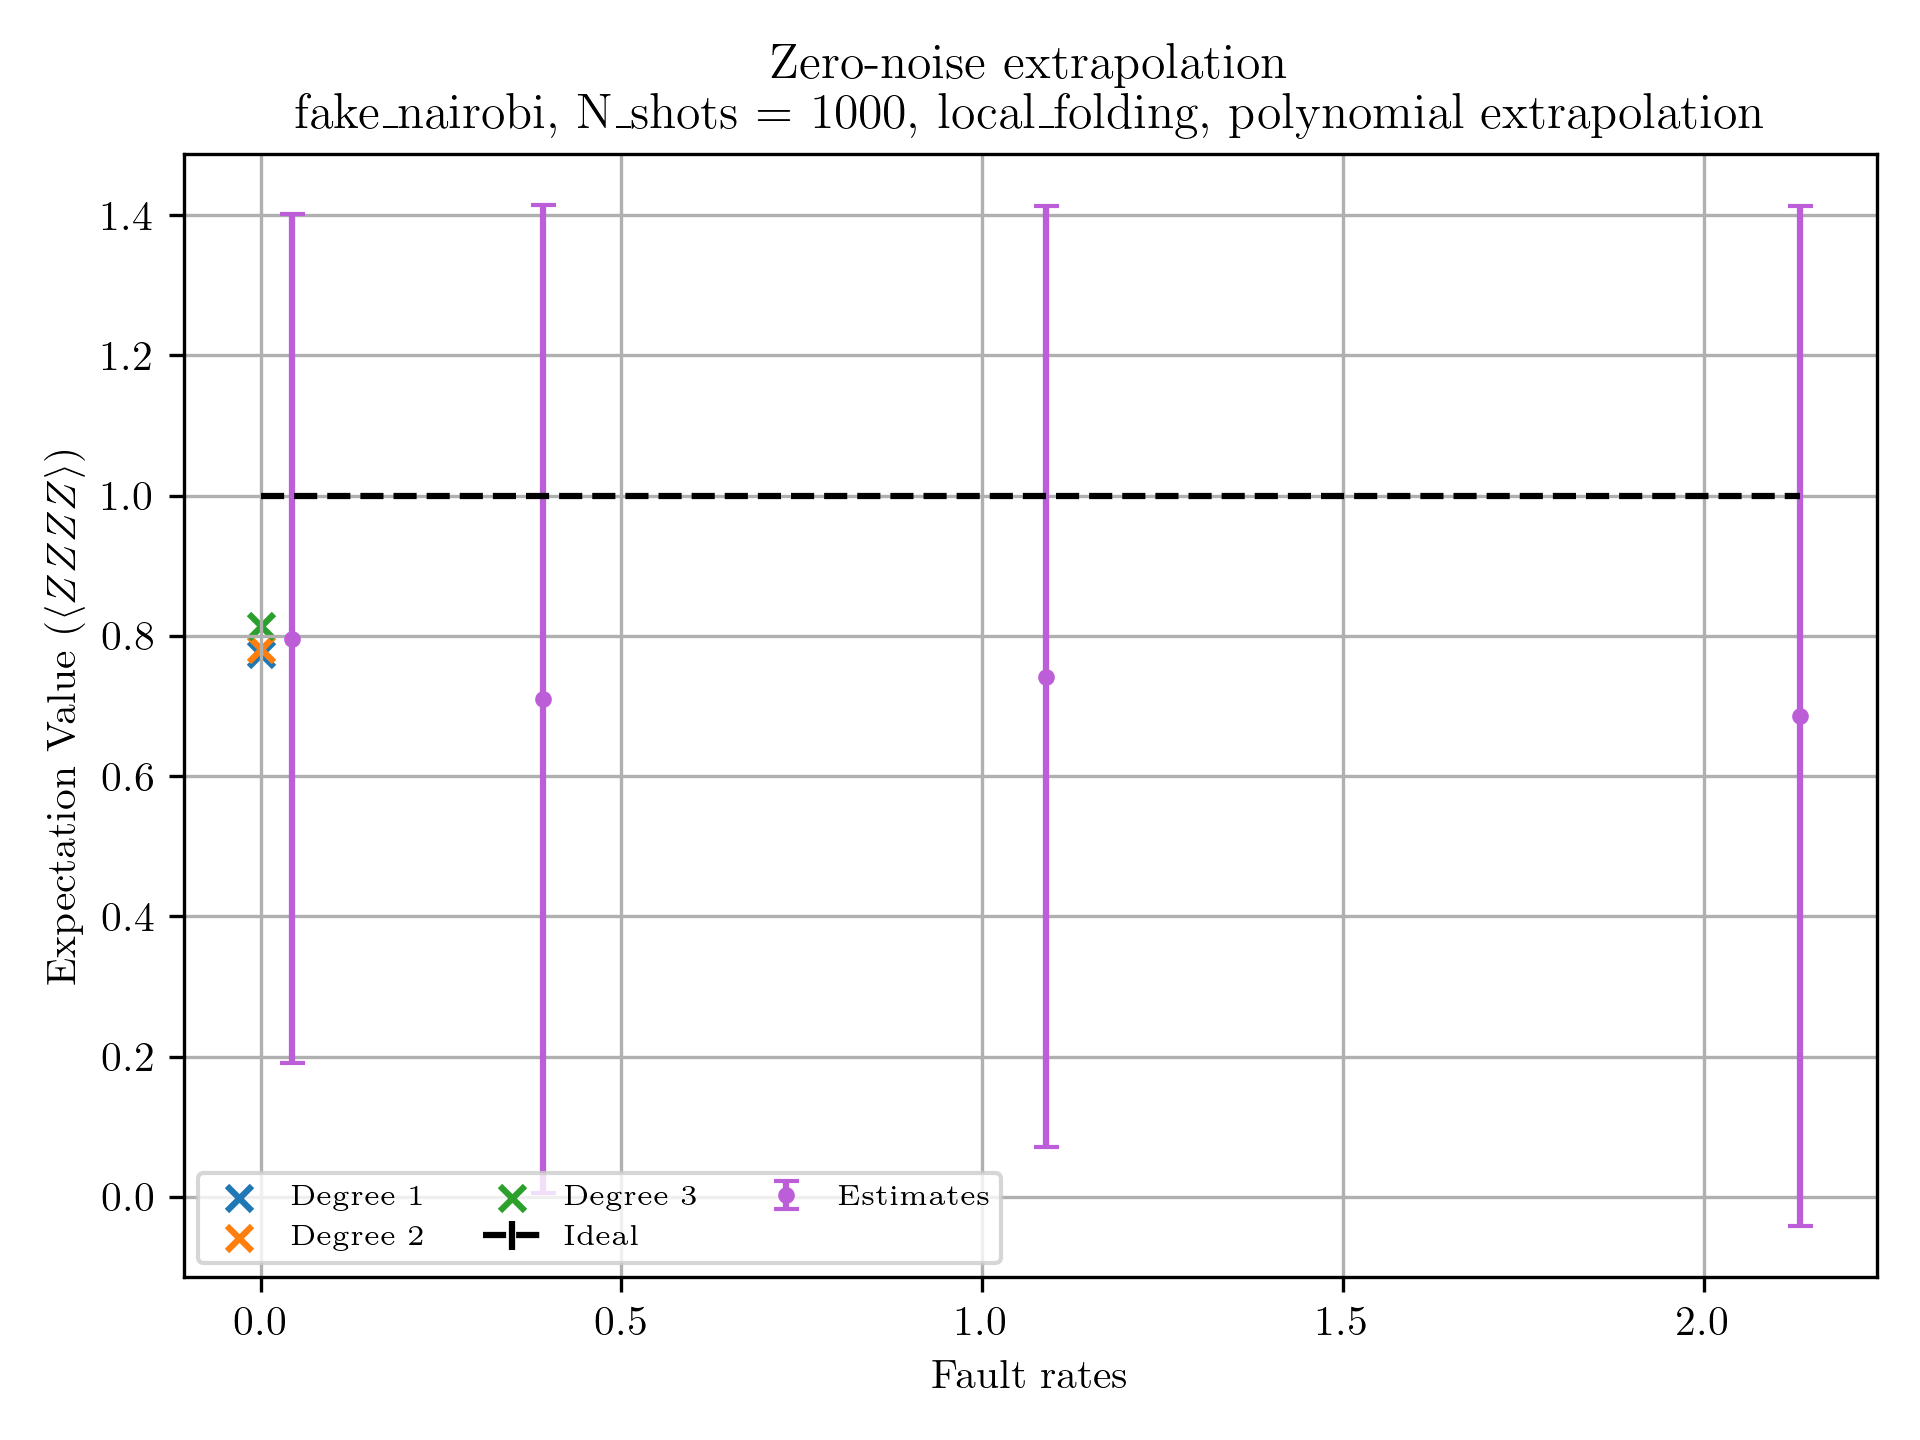 Zero-noise extrapolation
fake_nairobi, N_shots = 1000, local_folding, polynomial extrapolation
Expectation Value (⟨ZZZZ⟩)
1.4
1.2
1.0
0.8
0.6
0.4
0.2
0.0
Degree 1
Degree 2
Degree 3
Ideal
Estimates
0.0 0.5 1.0 1.5 2.0
Fault rates